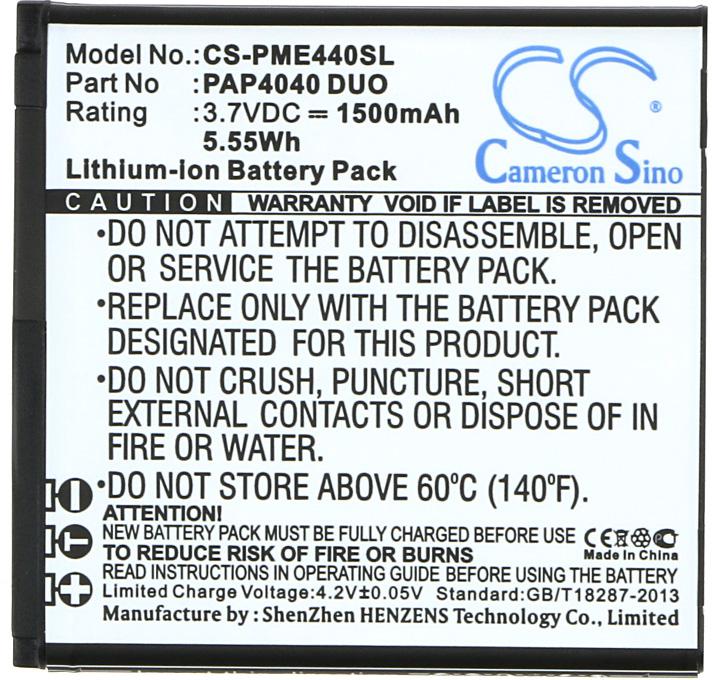 Model No.:CS-PME440SL
Part No :PAP4040 DUO
Rating :3.7VDC = 1500mAh
5.55Wh
Lithium-ion Battery Pack
CS
®
Cameron Sino
CAUTION WARRANTY VOID IF LABEL IS REMOVED
•DO NOT ATTEMPT TO DISASSEMBLE, OPEN
OR SERVICE THE BATTERY PACK.
•REPLACE ONLY WITH THE BATTERY PACK
DESIGNATED FOR THIS PRODUCT.
•DO NOT CRUSH, PUNCTURE, SHORT
EXTERNAL CONTACTS OR DISPOSE OF IN
FIRE OR WATER.
•DO NOT STORE ABOVE 60°C (140°F).
ATTENTION!
NEW BATTERY PACK MUST BE FULLY CHARGED BEFORE USE
TO REDUCE RISK OF FIRE OR BURNS
CE
Made In China
READ INSTRUCTIONS IN OPERATING GUIDE BEFORE USING THE BATTERY
Limited Charge Voltage:4.2V±0.05V Standard:GB/T18287-2013
Manufacture by : ShenZhen HENZENS Technology Co., Limited